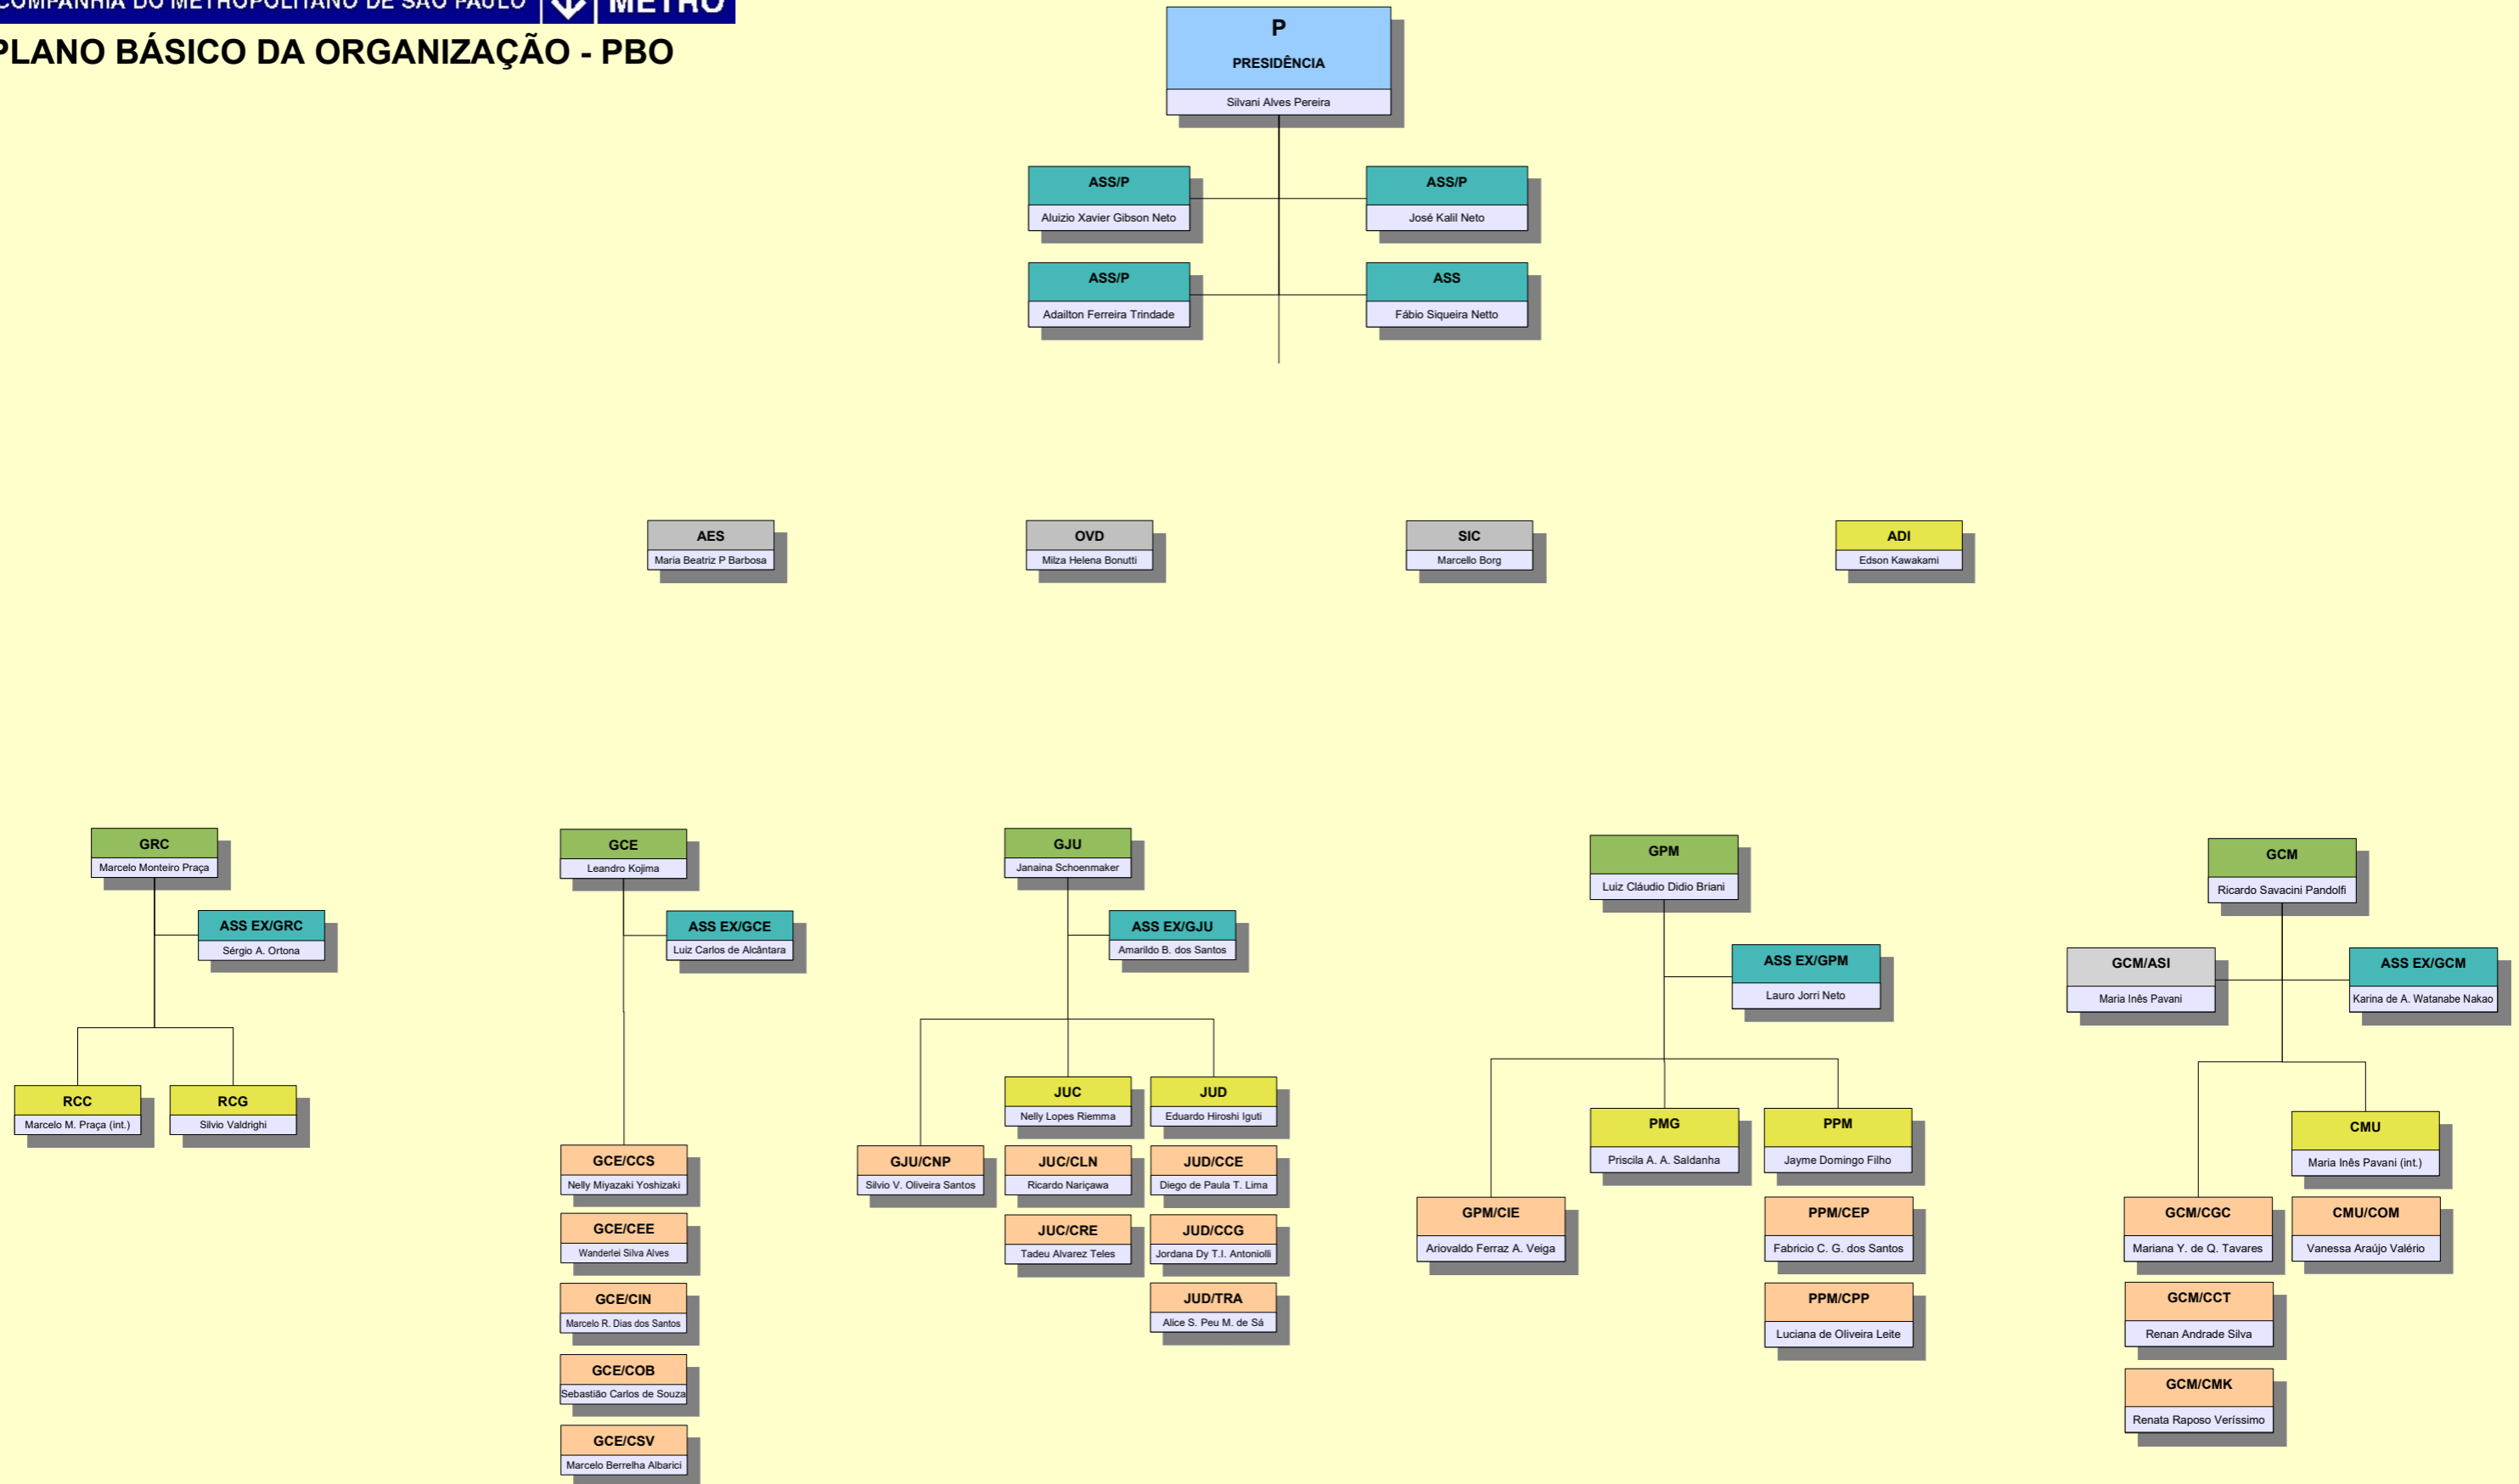 COMPANHIA DO METROPOLITANO DE SÃO PAULO METRÔ
PLANO BÁSICO DA ORGANIZAÇÃO - PBO
P
PRESIDÊNCIA
Silvani Alves Pereira
ASS/P
Aluizio Xavier Gibson Neto
ASS/P
José Kalil Neto
ASS/P
Adailton Ferreira Trindade
ASS
Fábio Siqueira Netto
AES
Maria Beatriz P Barbosa
OVD
Milza Helena Bonutti
SIC
Marcello Borg
ADI
Edson Kawakami
GRC
Marcelo Monteiro Praça
ASS EX/GRC
Sérgio A. Ortona
RCC
Marcelo M. Praça (int.)
RCG
Silvio Valdrighi
GCE
Leandro Kojima
ASS EX/GCE
Luiz Carlos de Alcântara
GCE/CCS
Nelly Miyazaki Yoshizaki
GCE/CEE
Wanderlei Silva Alves
GCE/CIN
Marcelo R. Dias dos Santos
GCE/COB
Sebastião Carlos de Souza
GCE/CSV
Marcelo Berrelha Albarici
GJU
Janaina Schoenmaker
ASS EX/GJU
Amarildo B. dos Santos
GJU/CNP
Silvio V. Oliveira Santos
JUC
Nelly Lopes Riemma
JUC/CLN
Ricardo Nariçawa
JUC/CRE
Tadeu Alvarez Teles
JUD
Eduardo Hiroshi Iguti
JUD/CCE
Diego de Paula T. Lima
JUD/CCG
Jordana Dy T.I. Antoniolli
JUD/TRA
Alice S. Peu M. de Sá
GPM
Luiz Cláudio Didio Briani
ASS EX/GPM
Lauro Jorri Neto
GPM/CIE
Ariovaldo Ferraz A. Veiga
PMG
Priscila A. A. Saldanha
PPM
Jayme Domingo Filho
PPM/CEP
Fabricio C. G. dos Santos
PPM/CPP
Luciana de Oliveira Leite
GCM
Ricardo Savacini Pandolfi
GCM/ASI
Maria Inês Pavani
ASS EX/GCM
Karina de A. Watanabe Nakao
GCM/CGC
Mariana Y. de Q. Tavares
GCM/CCT
Renan Andrade Silva
GCM/CMK
Renata Raposo Veríssimo
CMU
Maria Inês Pavani (int.)
CMU/COM
Vanessa Araújo Valério